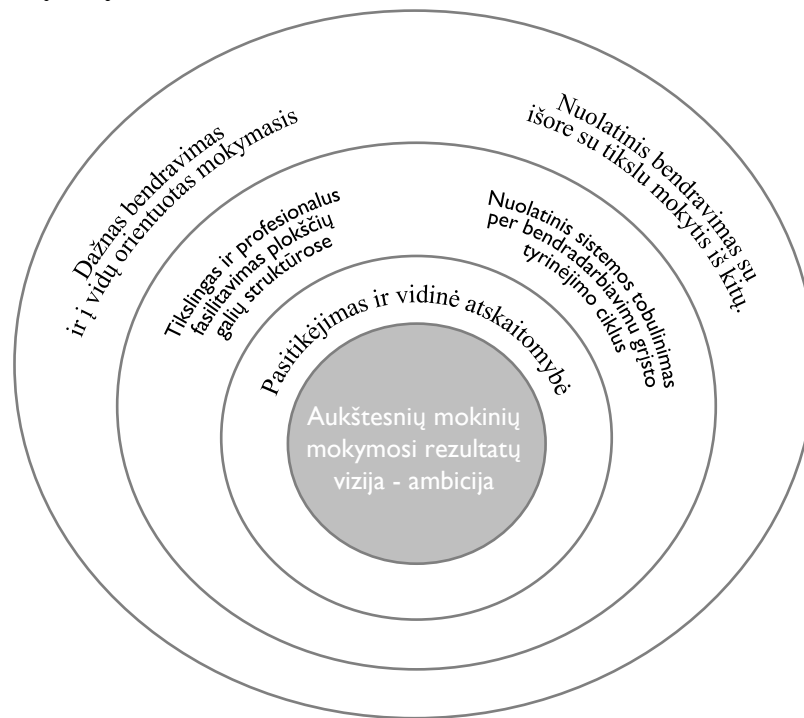 Dažnas bendravimas
ir į vidų orientuotas mokymasis
Nuolatinis bendravimas su
išore su tikslu mokytis iš kitų.
Tikslingas ir profesionalus
fasilitavimas plokščių
galių struktūrose
Nuolatinis sistemos tobulinimas
per bendradarbiavimu grįsto
tyrinėjimo ciklus
Pasitikėjimas ir vidinė atskaitomybė
Aukštesnių mokinių
mokymosi rezultatų
vizija - ambicija